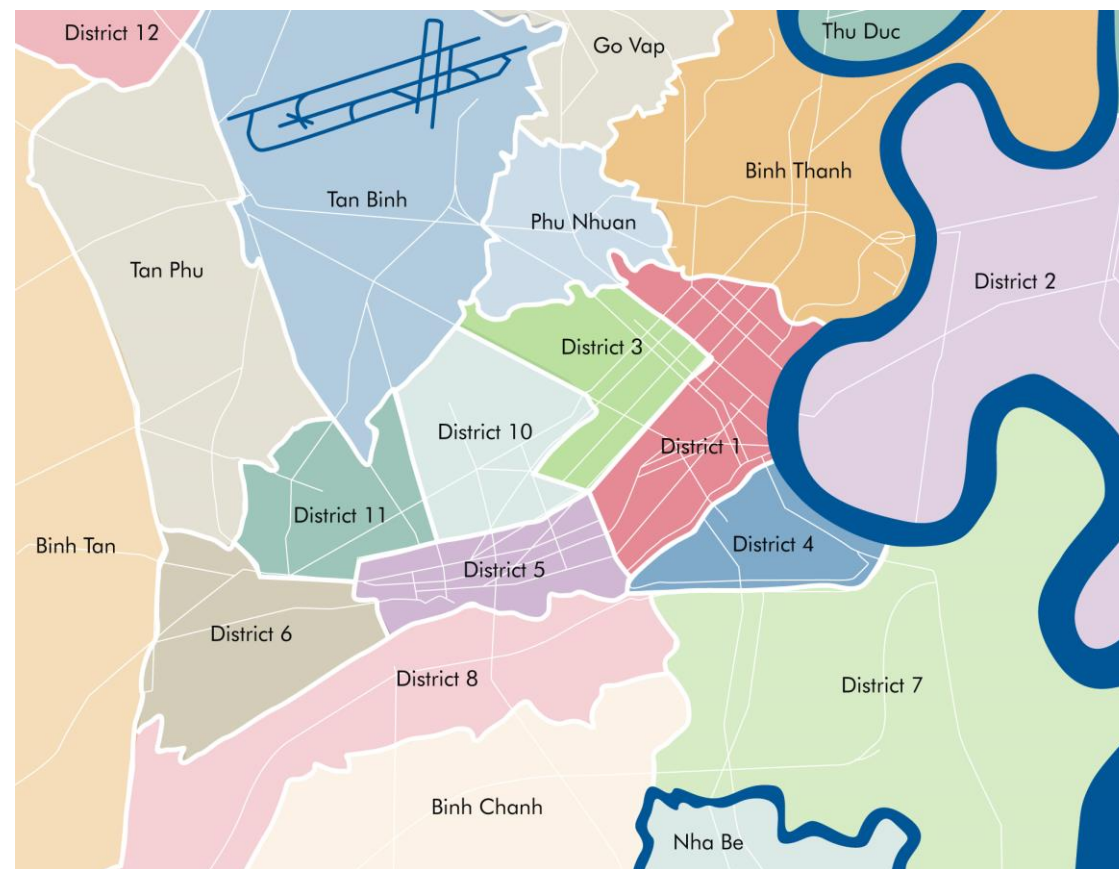 District 12
Go Vap
Thu Duc
Binh Thanh
Tan Binh
Phu Nhuan
Tan Phu
District 2
District 3
District 10
District 1
District 11
Binh Tan
District 4
District 5
District 6
District 8
District 7
Binh Chanh
Nha Be